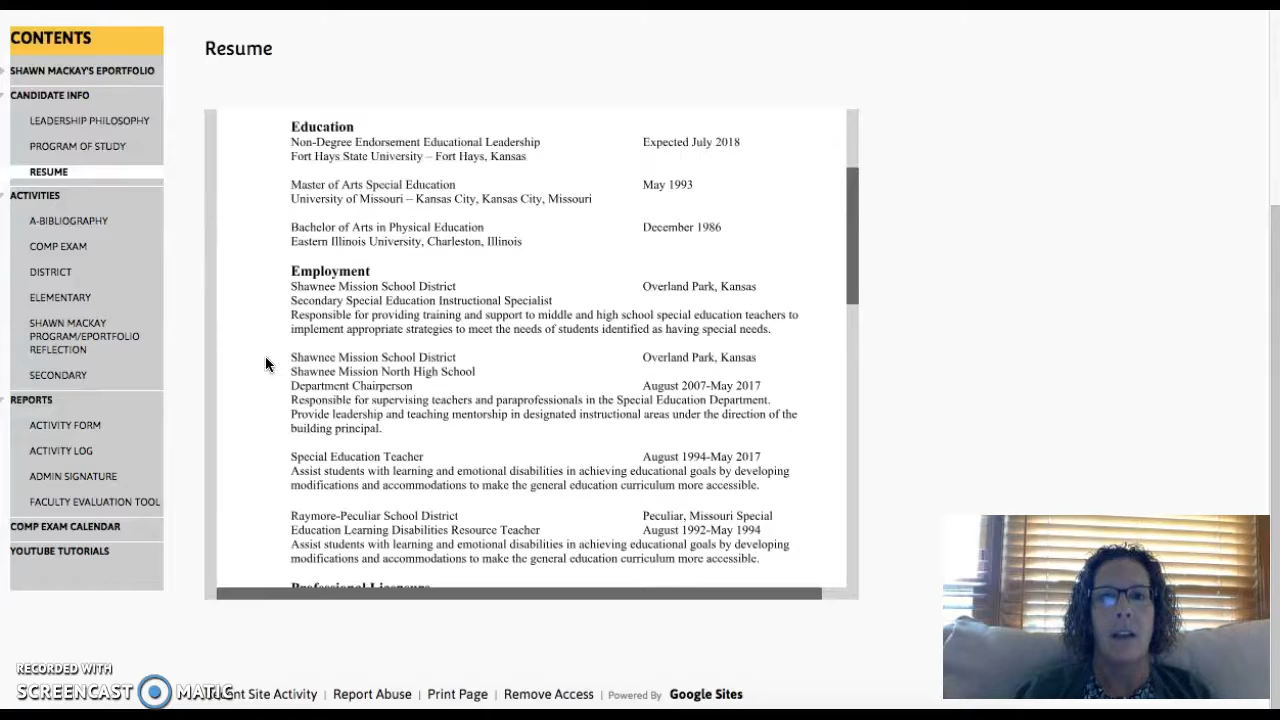 CONTENTS
SHAWN MACKAY'S EPORTFOLIO
CANDIDATE INFO
LEADERSHIP PHILOSOPHY
PROGRAM OF STUDY
RESUME
ACTIVITIES
A-BIBLIOGRAPHY
COMP EXAM
DISTRICT
ELEMENTARY
SHAWN MACKAY
PROGRAM/EPORTFOLIO
REFLECTION
SECONDARY
REPORTS
ACTIVITY FORM
ACTIVITY LOG
ADMIN SIGNATURE
FACULTY EVALUATION TOOL
COMP EXAM CALENDAR
YOUTUBE TUTORIALS
Resume
Education
Non-Degree Endorsement Educational Leadership Expected July 2018
Fort Hays State University – Fort Hays, Kansas
Master of Arts Special Education May 1993
University of Missouri – Kansas City, Kansas City, Missouri
Bachelor of Arts in Physical Education December 1986
Eastern Illinois University, Charleston, Illinois
Employment
Shawnee Mission School District Overland Park, Kansas
Secondary Special Education Instructional Specialist
Responsible for providing training and support to middle and high school special education teachers to
implement appropriate strategies to meet the needs of students identified as having special needs.
Shawnee Mission School District Overland Park, Kansas
Shawnee Mission North High School
Department Chairperson August 2007-May 2017
Responsible for supervising teachers and paraprofessionals in the Special Education Department.
Provide leadership and teaching mentorship in designated instructional areas under the direction of the
building principal.
Special Education Teacher August 1994-May 2017
Assist students with learning and emotional disabilities in achieving educational goals by developing
modifications and accommodations to make the general education curriculum more accessible.
Raymore-Peculiar School District Peculiar, Missouri Special
Education Learning Disabilities Resource Teacher August 1992-May 1994
Assist students with learning and emotional disabilities in achieving educational goals by developing
modifications and accommodations to make the general education curriculum more accessible.
Professional Licensure
RECORDED WITH
SCREENCAST MATIC
Site Activity | Report Abuse | Print Page | Remove Access | Powered By Google Sites